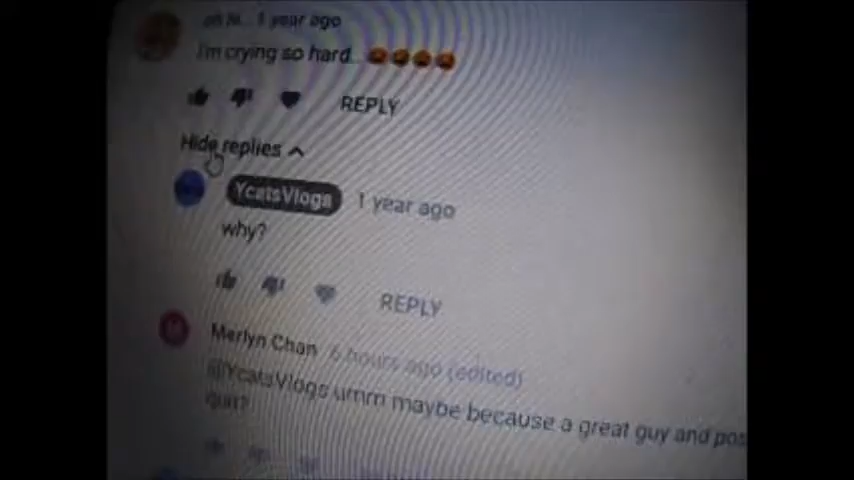 1 year ago
I'm crying so hard..
REPLY
Hide replies
YcatsVlogs 1 year ago
why?
REPLY
M
Merlyn Chan 6 hours ago (edited)
@YcatsVlogs umm maybe because a great guy and pos
quit?